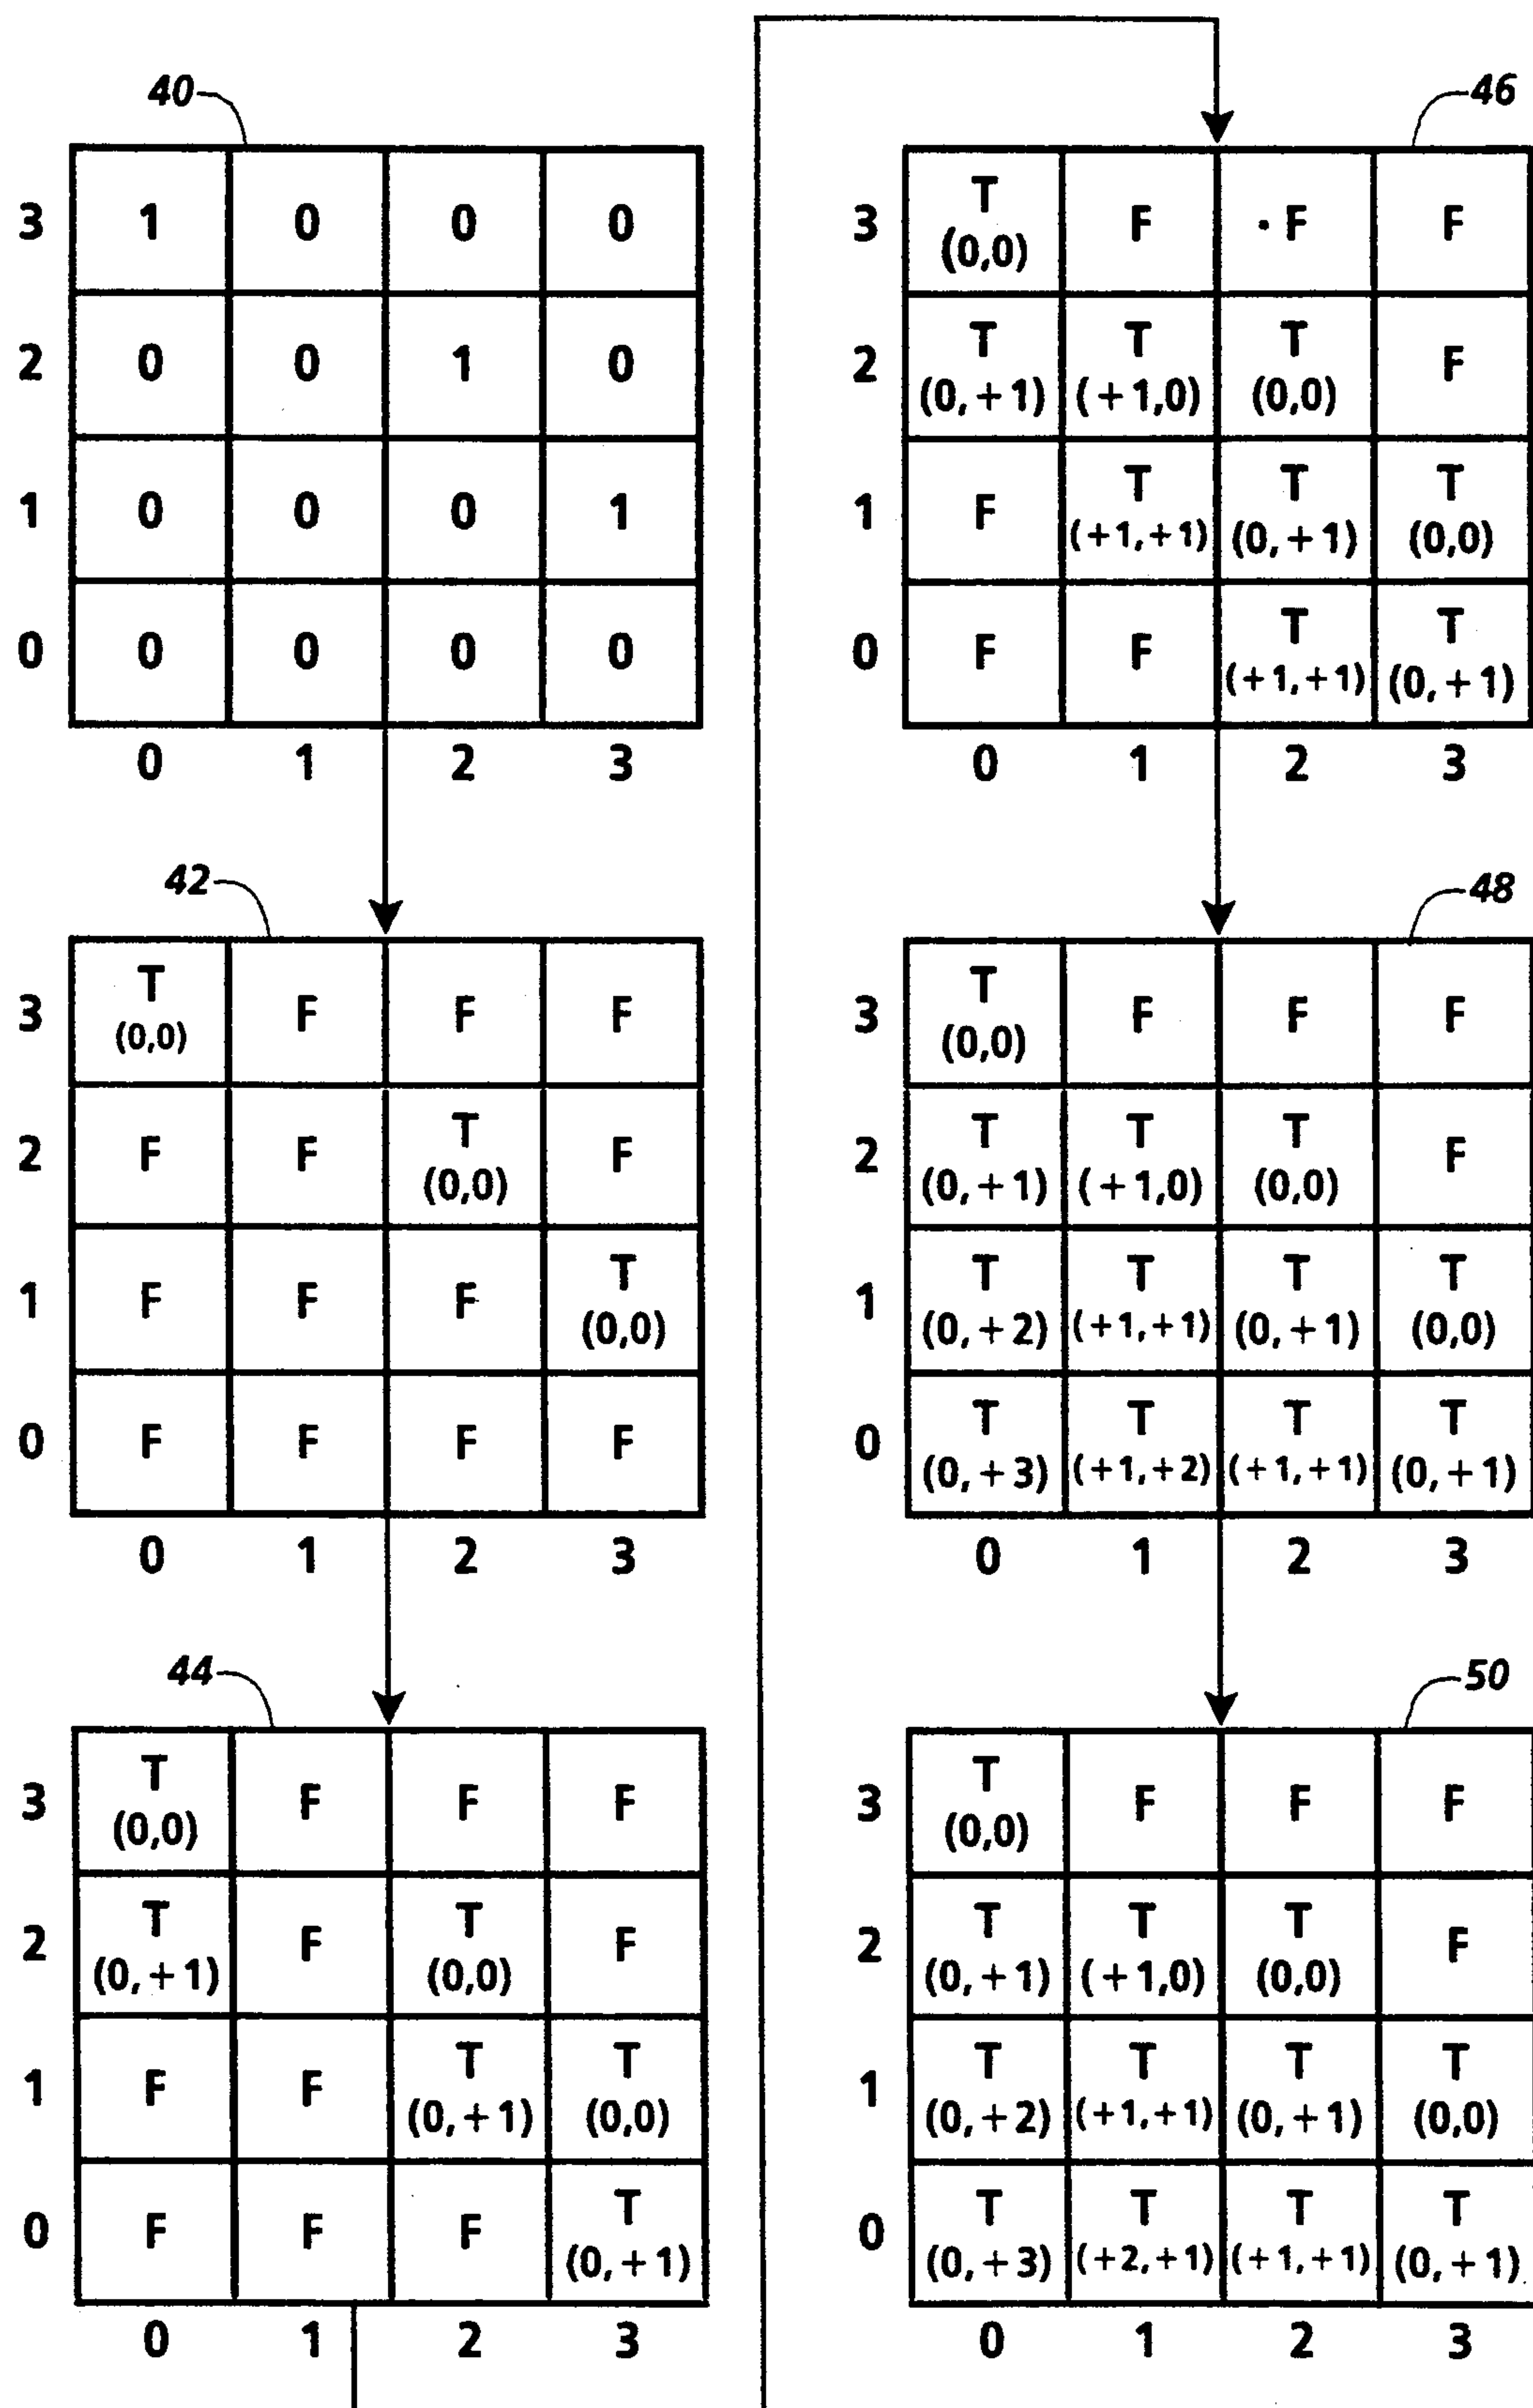 40
3 1 0 0 0
2 0 0 1 0
1 0 0 0 1
0 0 0 0 0
0 1 2 3
42
3 T (0,0) F F F
2 F F T (0,0) F
1 F F F T (0,0)
0 F F F F
0 1 2 3
44
3 T (0,0) F F F
2 T (0,+1) F T (0,0) F
1 F F T (0,+1) T (0,0)
0 F F F T (0,+1)
0 1 2 3
46
3 T (0,0) F F F
2 T (0,+1) T (+1,0) T (0,0) F
1 F T (+1,+1) T (0,+1) T (0,0)
0 F F T (+1,+1) T (0,+1)
0 1 2 3
48
3 T (0,0) F F F
2 T (0,+1) T (+1,0) T (0,0) F
1 T (0,+2) T (+1,+1) T (0,+1) T (0,0)
0 T (0,+3) T (+1,+2) T (+1,+1) T (0,+1)
0 1 2 3
50
3 T (0,0) F F F
2 T (0,+1) T (+1,0) T (0,0) F
1 T (0,+2) T (+1,+1) T (0,+1) T (0,0)
0 T (0,+3) T (+2,+1) T (+1,+1) T (0,+1)
0 1 2 3